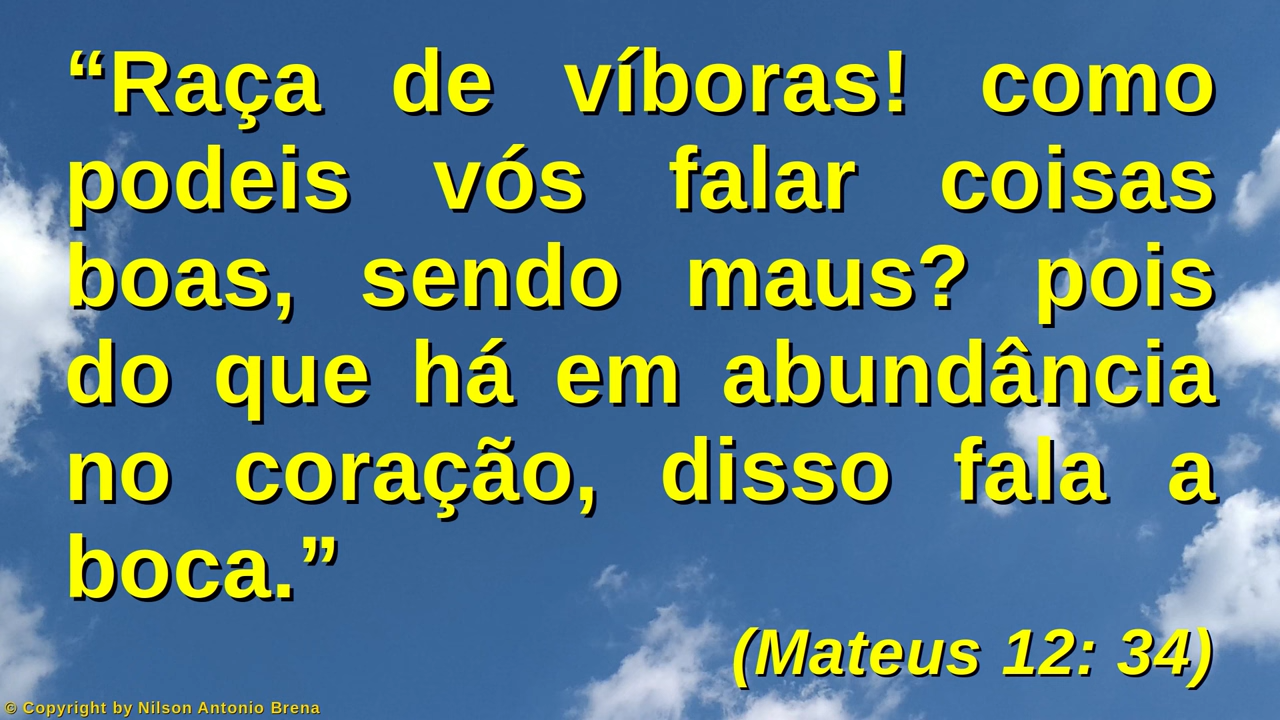 “Raça de víboras! como
podeis vós falar coisas
boas, sendo maus? pois
do que há em abundância
no coração, disso fala a
boca.”
(Mateus 12: 34)
© Copyright by Nilson Antonio Brena